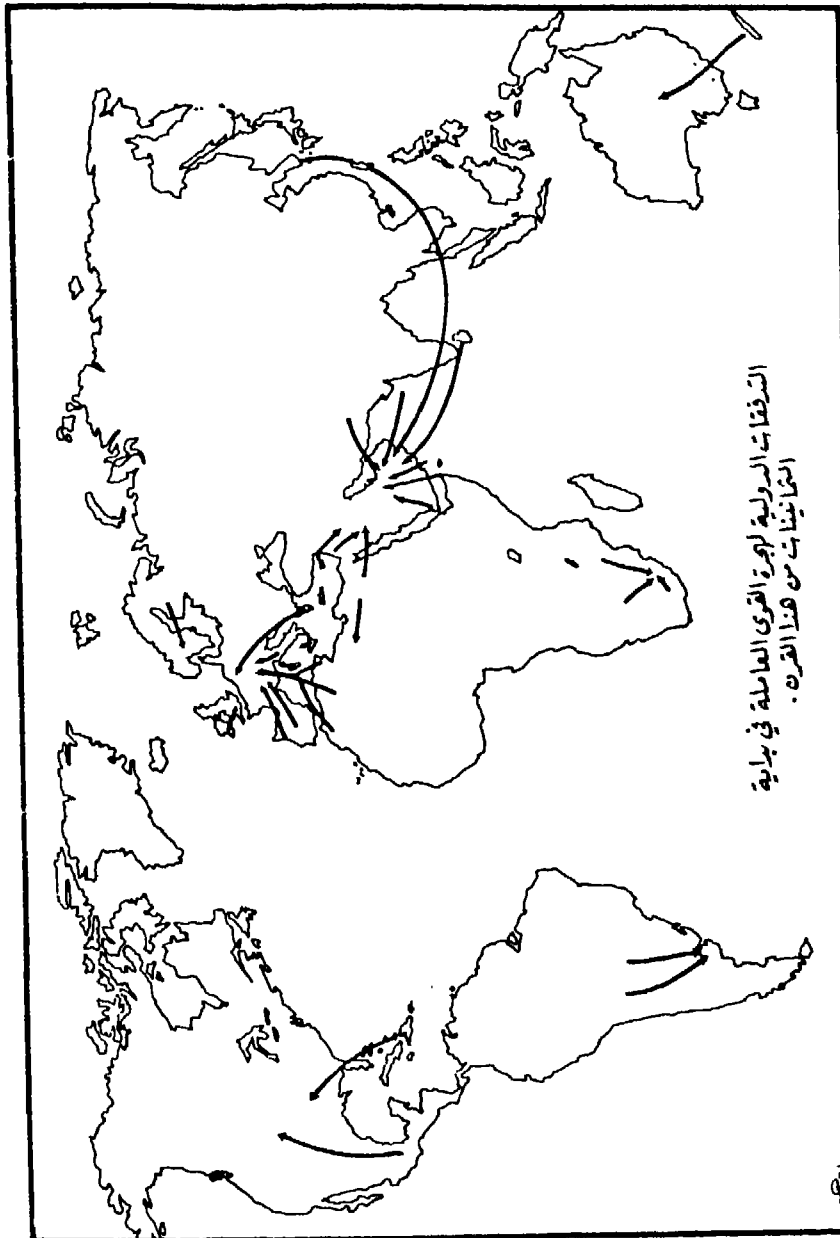 التدفقات الدولية لهجرة القوى العاملة في بداية
الثمانينات من هذا القرن .